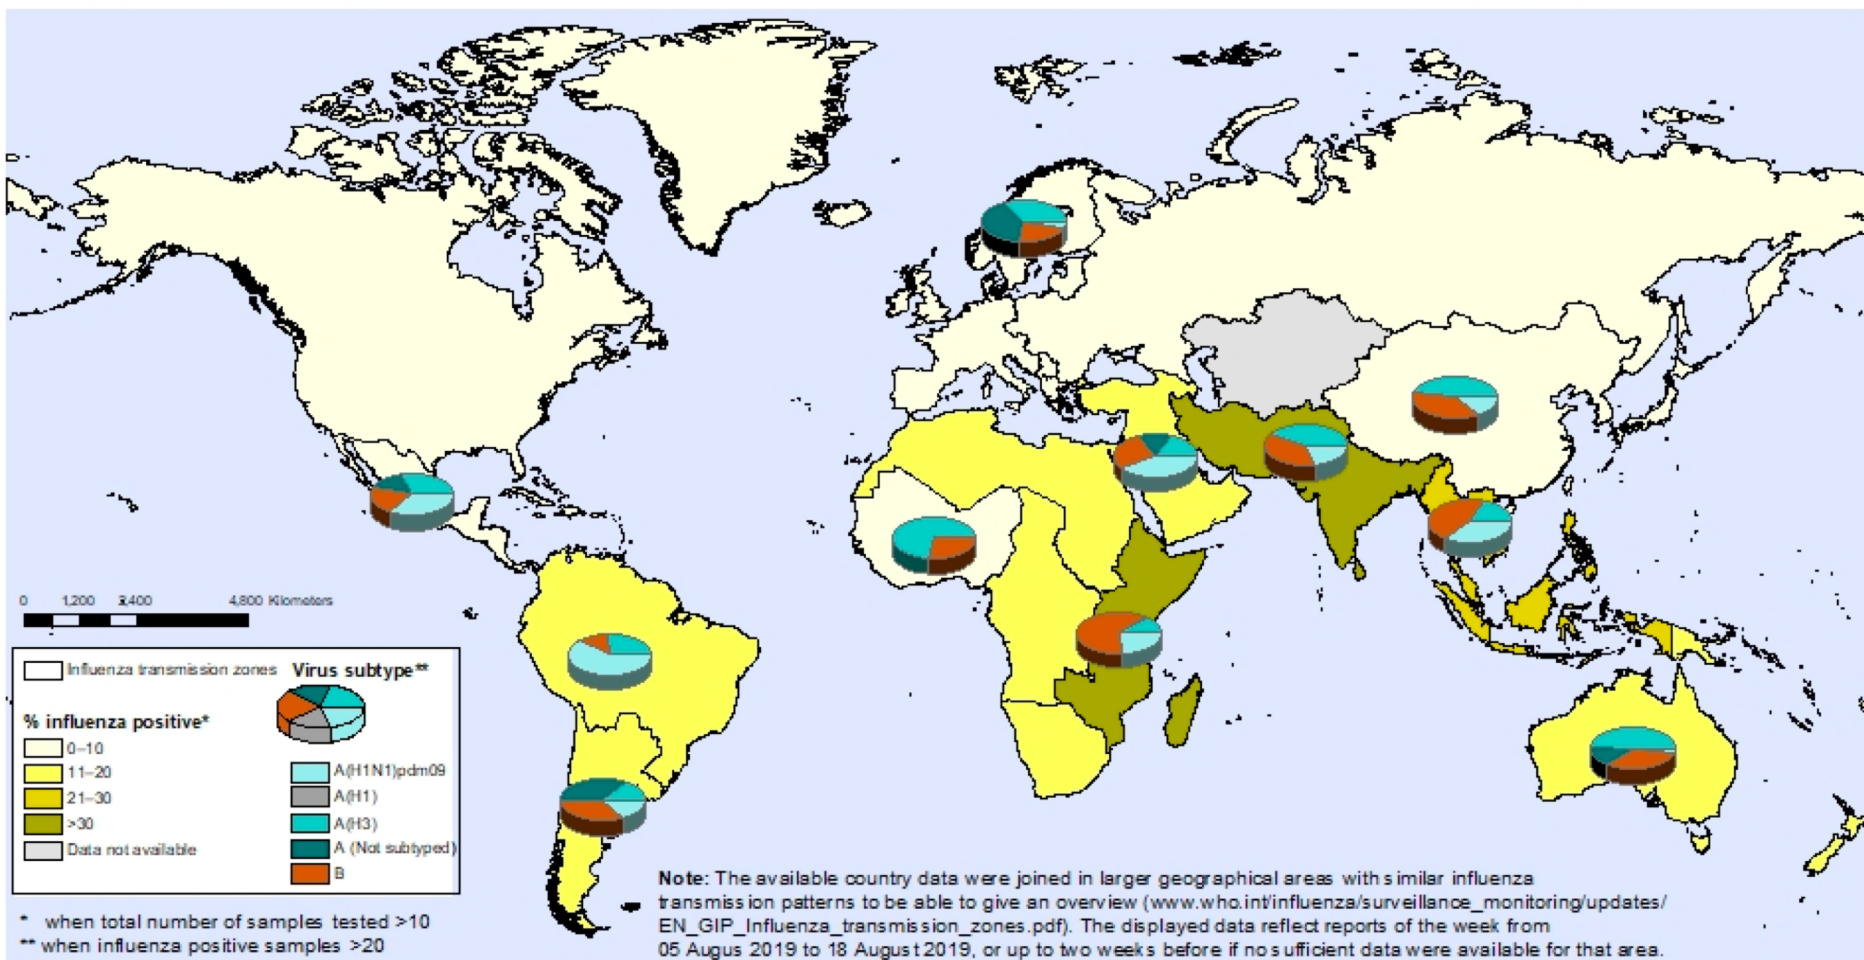 0 1,200 2,400 4,800 Kilometers
Influenza transmission zones
% influenza positive*
0–10
11–20
21–30
>30
Data not available
Virus subtype**
A(H1N1)pdm09
A(H1)
A(H3)
A (Not subtyped)
B
* when total number of samples tested >10
** when influenza positive samples >20
Note: The available country data were joined in larger geographical areas with similar influenza
transmission patterns to be able to give an overview (www.who.int/influenza/surveillance_monitoring/updates/
EN_GIP_Influenza_transmission_zones.pdf). The displayed data reflect reports of the week from
05 Augus 2019 to 18 August 2019, or up to two weeks before if no sufficient data were available for that area.